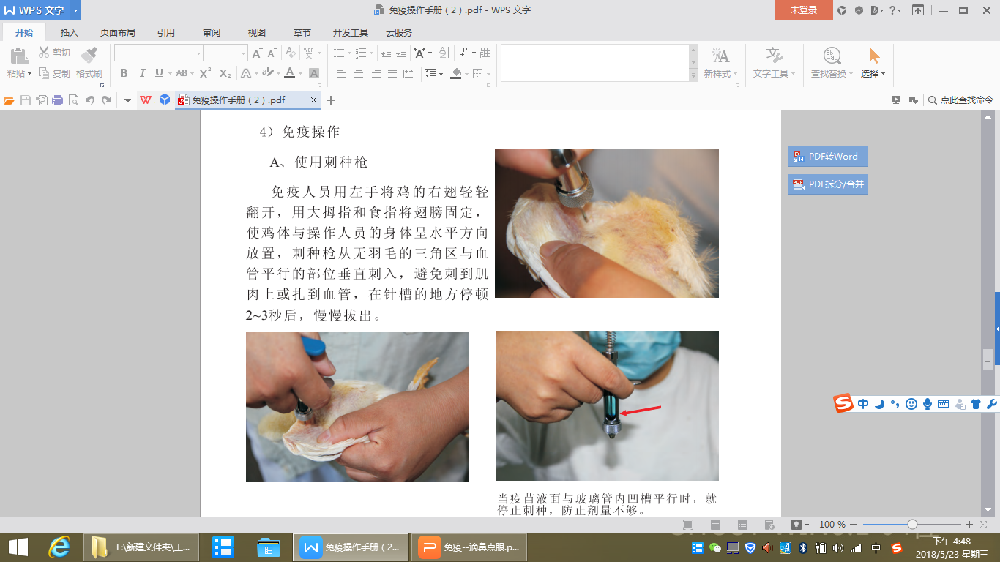 WPS 文字
免疫操作手册（2）.pdf - WPS 文字
未登录
开始 插入 页面布局 引用 审阅 视图 章节 开发工具 云服务
粘贴 剪切 复制 格式刷
新样式 文字工具 查找替换 选择
免疫操作手册（2）.pdf
点此查找命令
4）免疫操作
A、使用刺种枪
免疫人员用左手将鸡的右翅轻轻
翻开，用大拇指和食指将翅膀固定，
使鸡体与操作人员的身体呈水平方向
放置，刺种枪从无羽毛的三角区与血
管平行的部位垂直刺入，避免刺到肌
肉上或扎到血管，在针槽的地方停顿
2~3秒后，慢慢拔出。
当疫苗液面与玻璃管内凹槽平行时，就
停止刺种，防止剂量不够。
PDF转Word
PDF拆分/合并
中
100 %
F:\新建文件夹\工...
免疫操作手册（2...
免疫--滴鼻点眼.p...
中
下午 4:48
2018/5/23 星期三